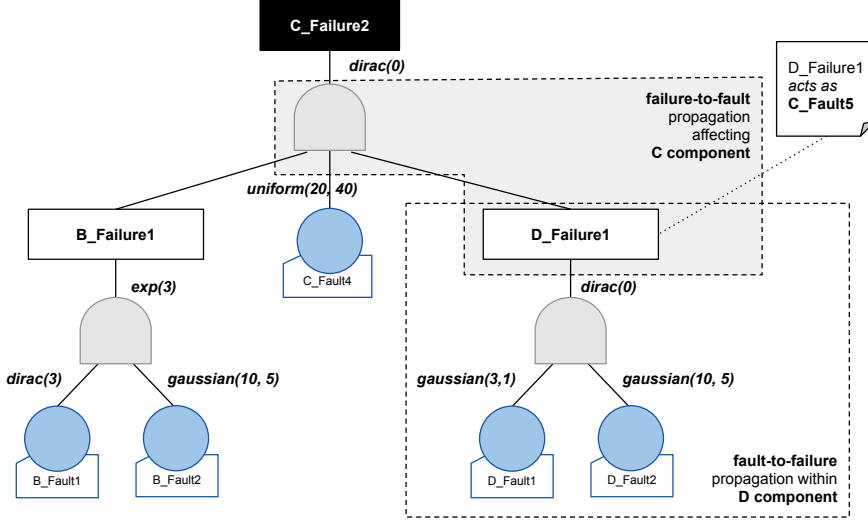 C_Failure2
dirac(0)
failure-to-fault
propagation
affecting
C component
D_Failure1
acts as
C_Fault5
uniform(20, 40)
B_Failure1
C_Fault4
D_Failure1
exp(3)
dirac(0)
dirac(3)
gaussian(10, 5)
gaussian(3,1)
gaussian(10, 5)
B_Fault1
B_Fault2
D_Fault1
D_Fault2
fault-to-failure
propagation within
D component